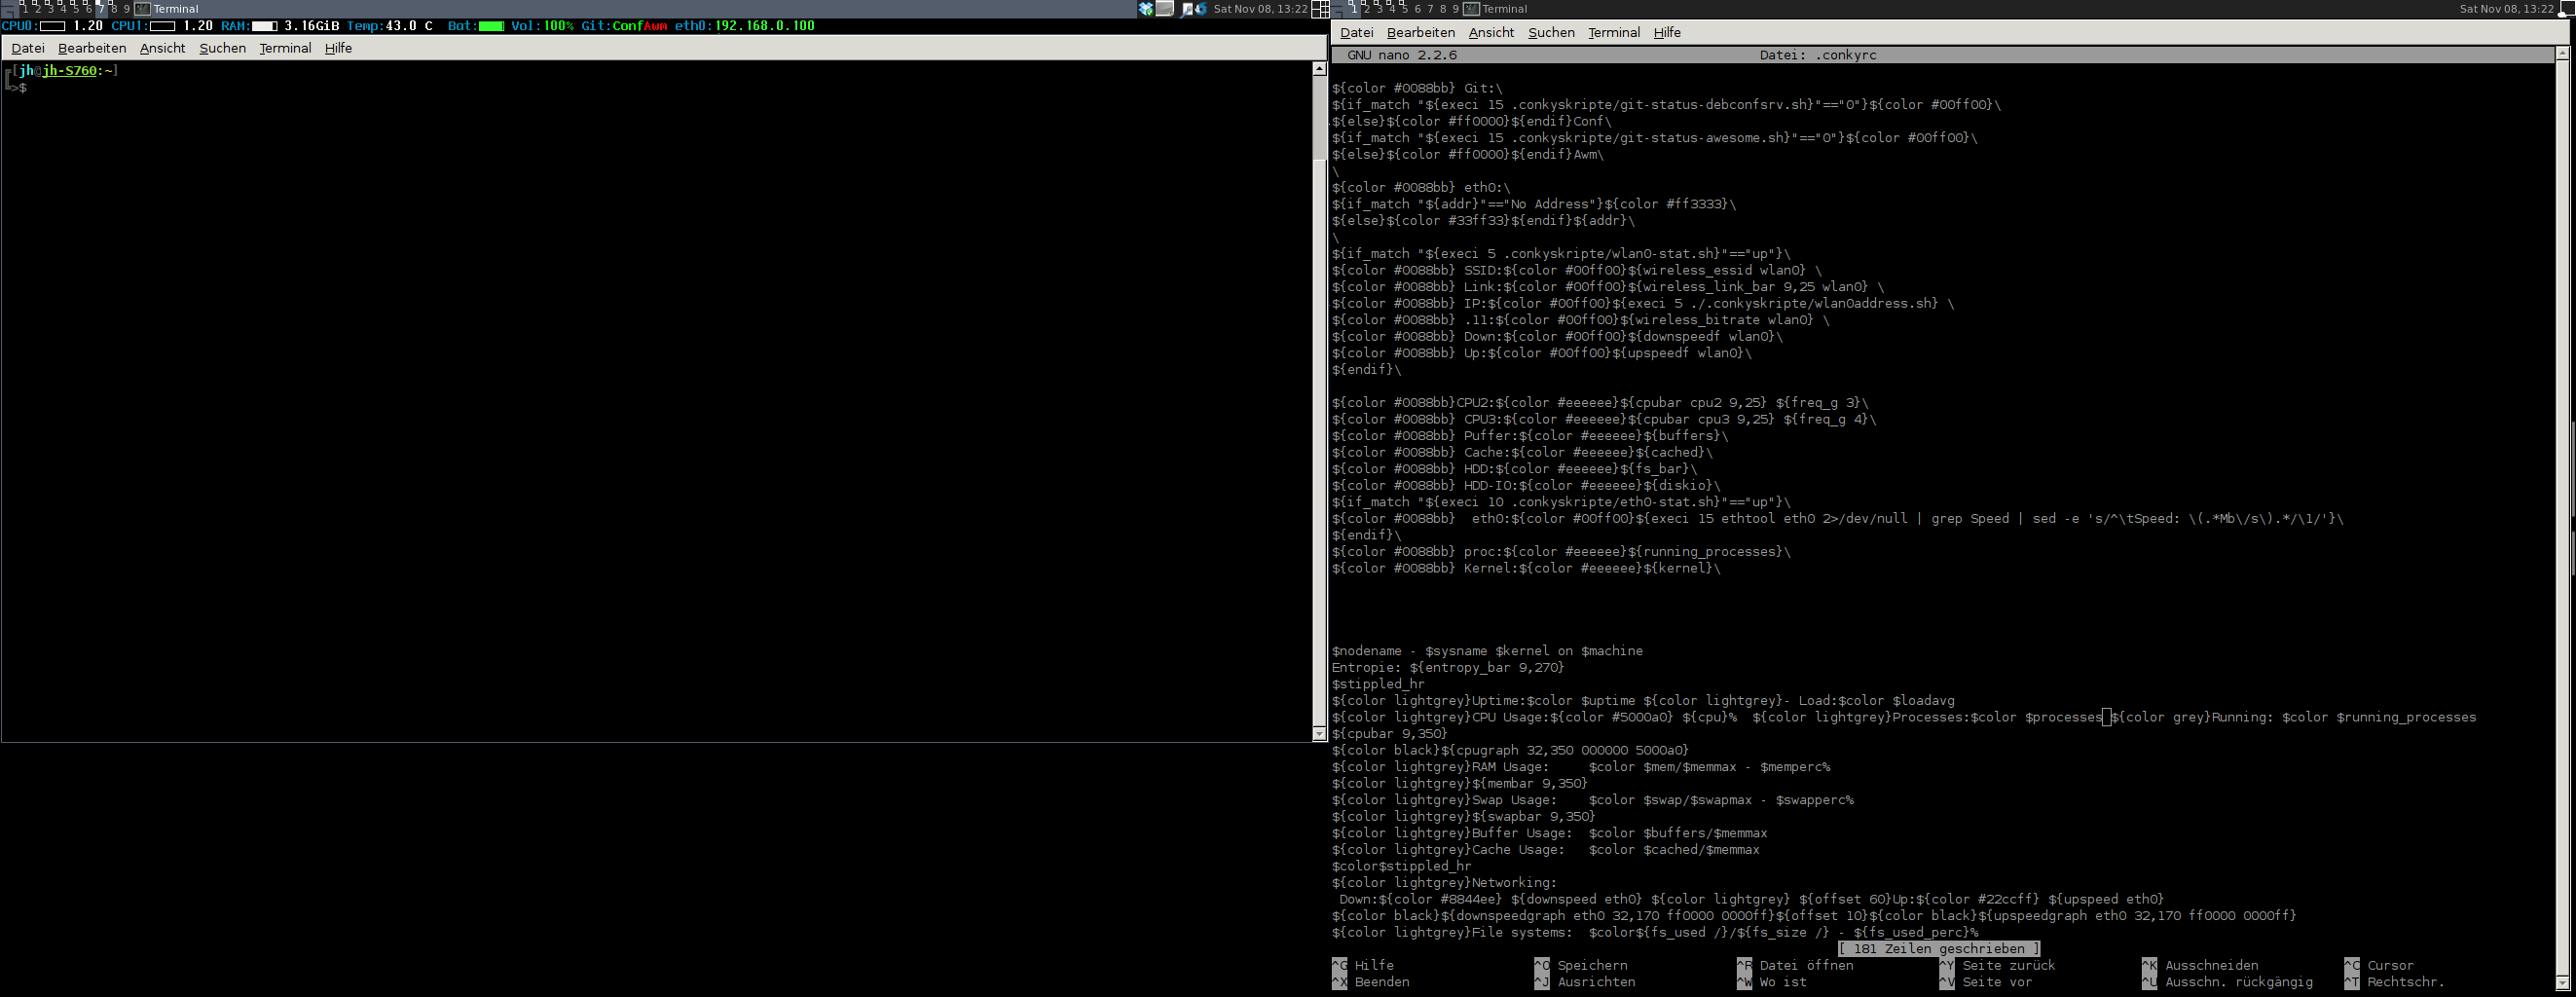 1 2 3 4 5 6 7 8 9 Terminal
Sat Nov 08, 13:22
CPU0: 1.20 CPU1: 1.20 RAM: 3.16GiB Temp:43.0 C Bat: Vol:100% Git:ConfAwm eth0:192.168.0.100
Datei Bearbeiten Ansicht Suchen Terminal Hilfe
[jh@jh-S760:~]
>$
1 2 3 4 5 6 7 8 9 Terminal
Sat Nov 08, 13:22
Datei Bearbeiten Ansicht Suchen Terminal Hilfe
GNU nano 2.2.6 Datei: .conkyrc
${color #0088bb} Git:\
${if_match "${execi 15 .conkyskripte/git-status-debconfsrv.sh}"=="0"}${color #00ff00}\
${else}${color #ff0000}${endif}Conf\
${if_match "${execi 15 .conkyskripte/git-status-awesome.sh}"=="0"}${color #00ff00}\
${else}${color #ff0000}${endif}Awm\
\
${color #0088bb} eth0:\
${if_match "${addr}"=="No Address"}${color #ff3333}\
${else}${color #33ff33}${endif}${addr}\
\
${if_match "${execi 5 .conkyskripte/wlan0-stat.sh}"=="up"}\
${color #0088bb} SSID:${color #00ff00}${wireless_essid wlan0} \
${color #0088bb} Link:${color #00ff00}${wireless_link_bar 9,25 wlan0} \
${color #0088bb} IP:${color #00ff00}${execi 5 ./.conkyskripte/wlan0address.sh} \
${color #0088bb} .11:${color #00ff00}${wireless_bitrate wlan0} \
${color #0088bb} Down:${color #00ff00}${downspeedf wlan0}\
${color #0088bb} Up:${color #00ff00}${upspeedf wlan0}\
${endif}\
${color #0088bb}CPU2:${color #eeeeee}${cpubar cpu2 9,25} ${freq_g 3}\
${color #0088bb} CPU3:${color #eeeeee}${cpubar cpu3 9,25} ${freq_g 4}\
${color #0088bb} Puffer:${color #eeeeee}${buffers}\
${color #0088bb} Cache:${color #eeeeee}${cached}\
${color #0088bb} HDD:${color #eeeeee}${fs_bar}\
${color #0088bb} HDD-IO:${color #eeeeee}${diskio}\
${if_match "${execi 10 .conkyskripte/eth0-stat.sh}"=="up"}\
${color #0088bb}  eth0:${color #00ff00}${execi 15 ethtool eth0 2>/dev/null | grep Speed | sed -e 's/^\tSpeed: \(.*Mb\/s\).*/\1/'}\
${endif}\
${color #0088bb} proc:${color #eeeeee}${running_processes}\
${color #0088bb} Kernel:${color #eeeeee}${kernel}\
$nodename - $sysname $kernel on $machine
Entropie: ${entropy_bar 9,270}
$stippled_hr
${color lightgrey}Uptime:$color $uptime ${color lightgrey}- Load:$color $loadavg
${color lightgrey}CPU Usage:${color #5000a0} ${cpu}%  ${color lightgrey}Processes:$color $processes ${color grey}Running: $color $running_processes
${cpubar 9,350}
${color black}${cpugraph 32,350 000000 5000a0}
${color lightgrey}RAM Usage:     $color $mem/$memmax - $memperc%
${color lightgrey}${membar 9,350}
${color lightgrey}Swap Usage:    $color $swap/$swapmax - $swapperc%
${color lightgrey}${swapbar 9,350}
${color lightgrey}Buffer Usage:  $color $buffers/$memmax
${color lightgrey}Cache Usage:   $color $cached/$memmax
$color$stippled_hr
${color lightgrey}Networking:
 Down:${color #8844ee} ${downspeed eth0} ${color lightgrey} ${offset 60}Up:${color #22ccff} ${upspeed eth0}
${color black}${downspeedgraph eth0 32,170 ff0000 0000ff}${offset 10}${color black}${upspeedgraph eth0 32,170 ff0000 0000ff}
${color lightgrey}File systems:  $color${fs_used /}/${fs_size /} - ${fs_used_perc}%
[ 181 Zeilen geschrieben ]
^G Hilfe ^O Speichern ^R Datei öffnen ^Y Seite zurück ^K Ausschneiden ^C Cursor
^X Beenden ^J Ausrichten ^W Wo ist ^V Seite vor ^U Ausschn. rückgängig ^T Rechtschr.